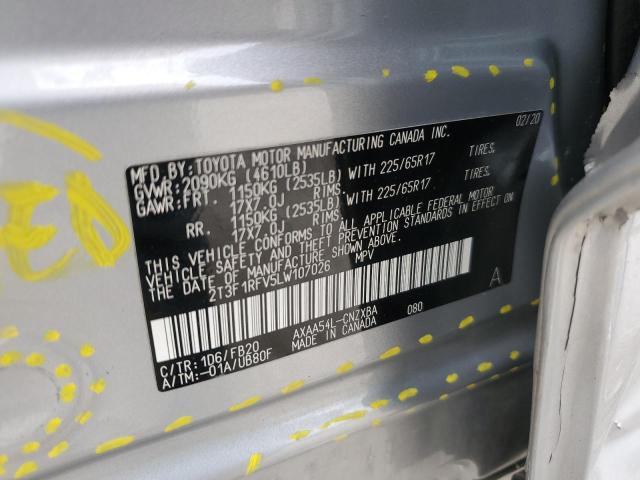 MFD.BY: TOYOTA MOTOR MANUFACTURING CANADA INC. 02/20
GVWR: 2090KG (4610LB)
GAWR: FRT. 1150KG (2535LB) WITH 225/65R17 TIRES.
17X7.0J RIMS.
RR. 1150KG (2535LB) WITH 225/65R17 TIRES.
17X7.0J RIMS.
THIS VEHICLE CONFORMS TO ALL APPLICABLE FEDERAL MOTOR
VEHICLE SAFETY AND THEFT PREVENTION STANDARDS IN EFFECT ON
THE DATE OF MANUFACTURE SHOWN ABOVE.
2T3F1RFV5LW107026 MPV
A
C/TR: 1D6/FB20 AXAA54L-CNZXBA 080
A/TM: -01A/UB80F MADE IN CANADA